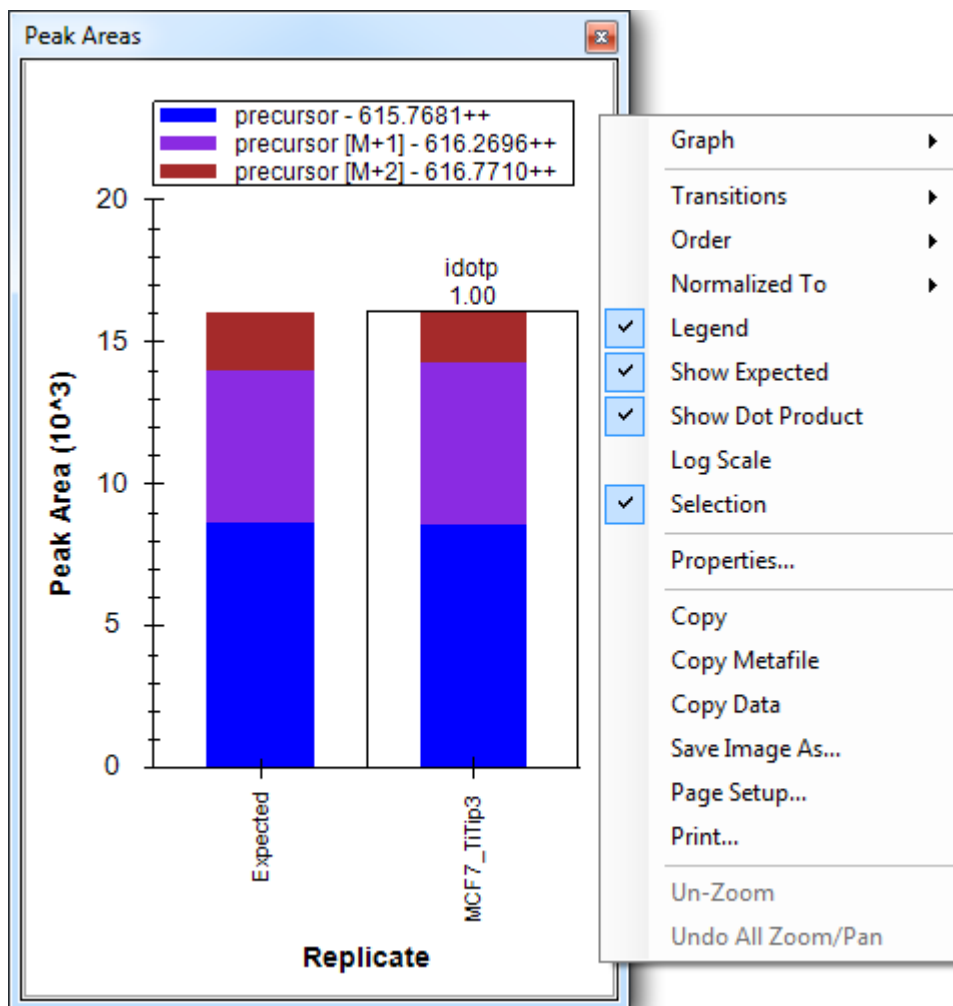 Peak Areas
precursor - 615.7681++
precursor [M+1] - 616.2696++
precursor [M+2] - 616.7710++
20
15
10
5
0
Peak Area (10^3)
idotp
1.00
Expected
MCF7_TiTip3
Replicate
Graph
Transitions
Order
Normalized To
Legend
Show Expected
Show Dot Product
Log Scale
Selection
Properties...
Copy
Copy Metafile
Copy Data
Save Image As...
Page Setup...
Print...
Un-Zoom
Undo All Zoom/Pan